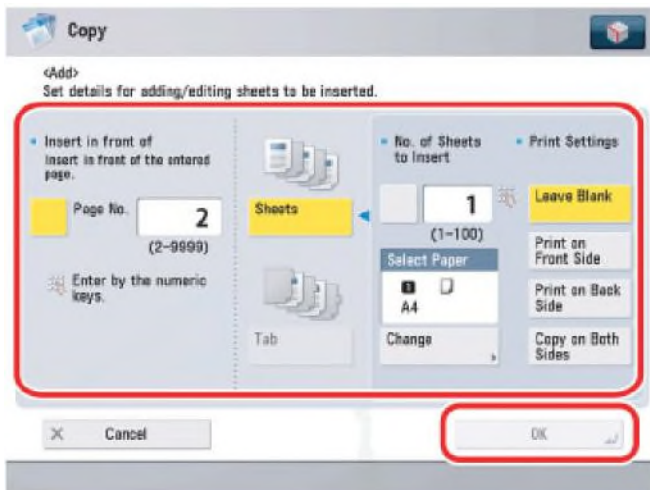 Copy
<Add>
Set details for adding/editing sheets to be inserted.
Insert in front of
Insert in front of the entered
page.
Page No.
2
(2-9999)
Enter by the numeric
keys.
Sheets
Tab
No. of Sheets
to Insert
1
(1-100)
Select Paper
1
A4
Change
Print Settings
Leave Blank
Print on
Front Side
Print on Back
Side
Copy on Both
Sides
Cancel
OK